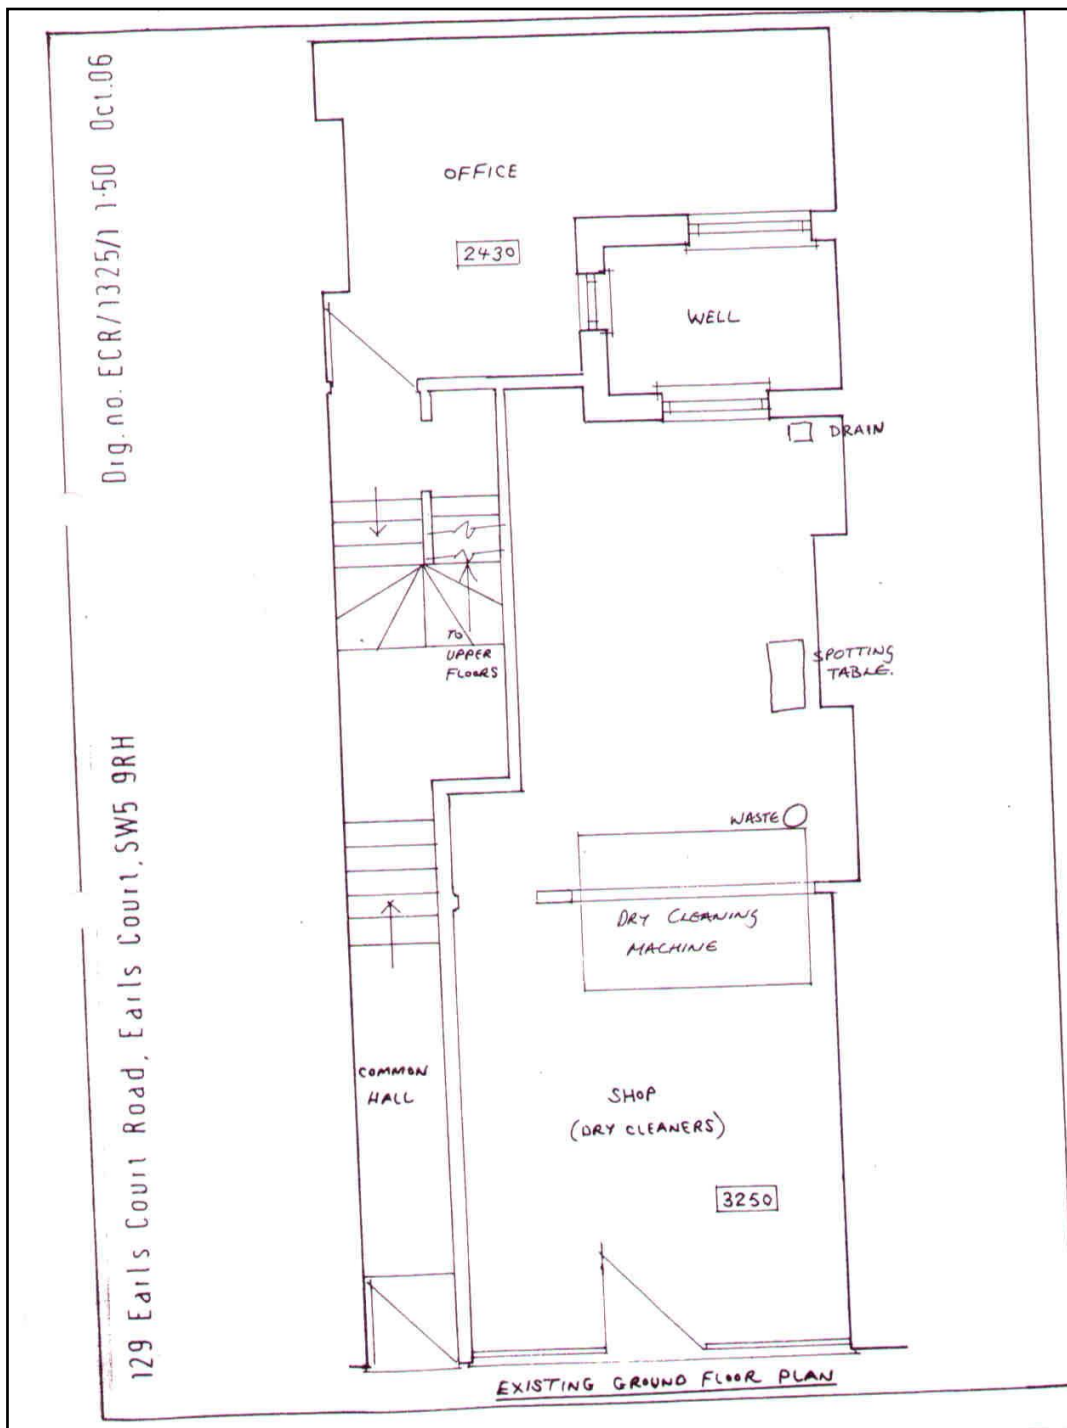 Drg.no. ECR/1325/1 1:50 Oct.06
129 Earls Court Road, Earls Court, SW5 9RH
OFFICE
2430
WELL
DRAIN
TO
UPPER
FLOORS
SPOTTING
TABLE.
WASTE
DRY CLEANING
MACHINE
COMMON
HALL
SHOP
(DRY CLEANERS)
3250
EXISTING GROUND FLOOR PLAN